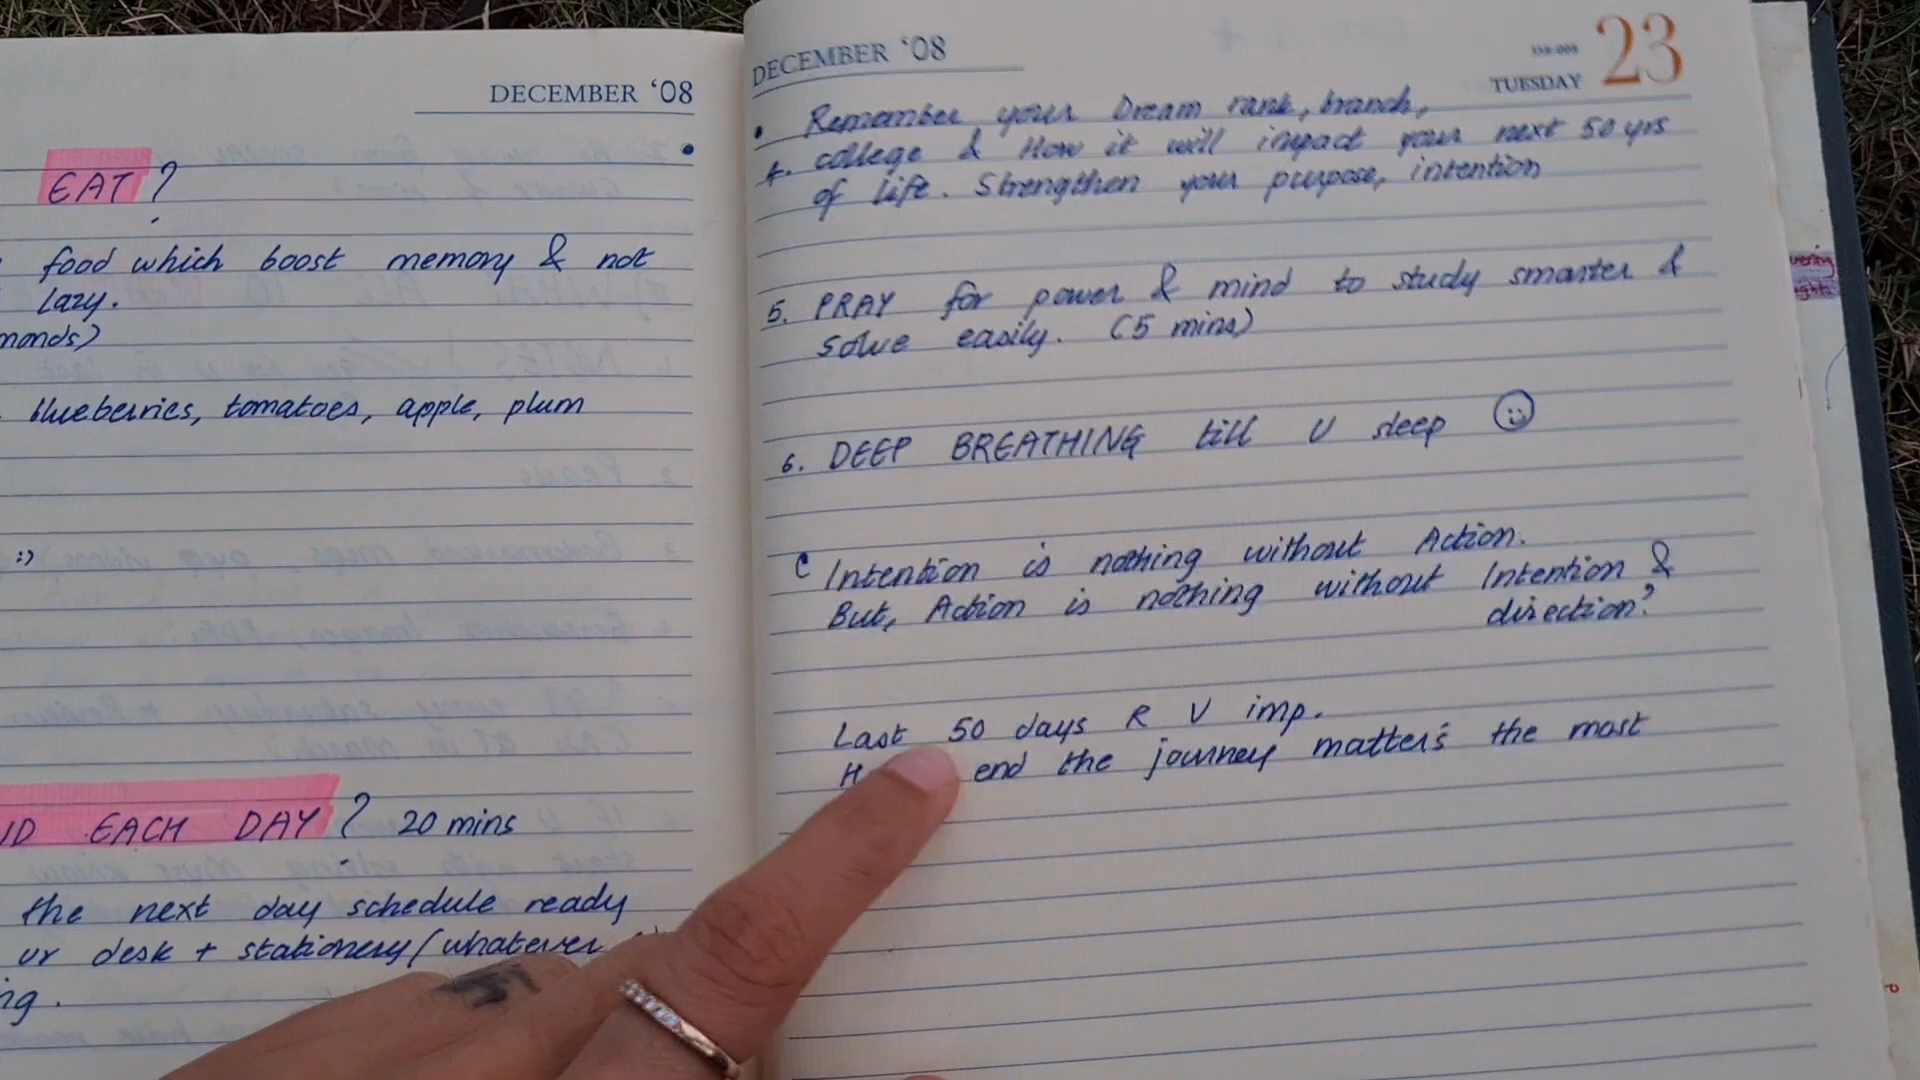 DECEMBER '08
EAT ?
food which boost memory & not
lazy.
monds)
blueberries, tomatoes, apple, plum
:)
ID EACH DAY ? 20 mins
the next day schedule ready
ur desk + stationery (whatever
ng.
DECEMBER '08
TUESDAY 23
• Remember your Dream rank, branch,
4. college & How it will impact your next 50 yrs
of life. Strengthen your purpose, intention
5. PRAY for power & mind to study smarter &
solve easily. (5 mins)
6. DEEP BREATHING till U sleep
Intention is nothing without Action.
But, Action is nothing without Intention &
direction?
Last 50 days R V imp.
end the journey matter's the most